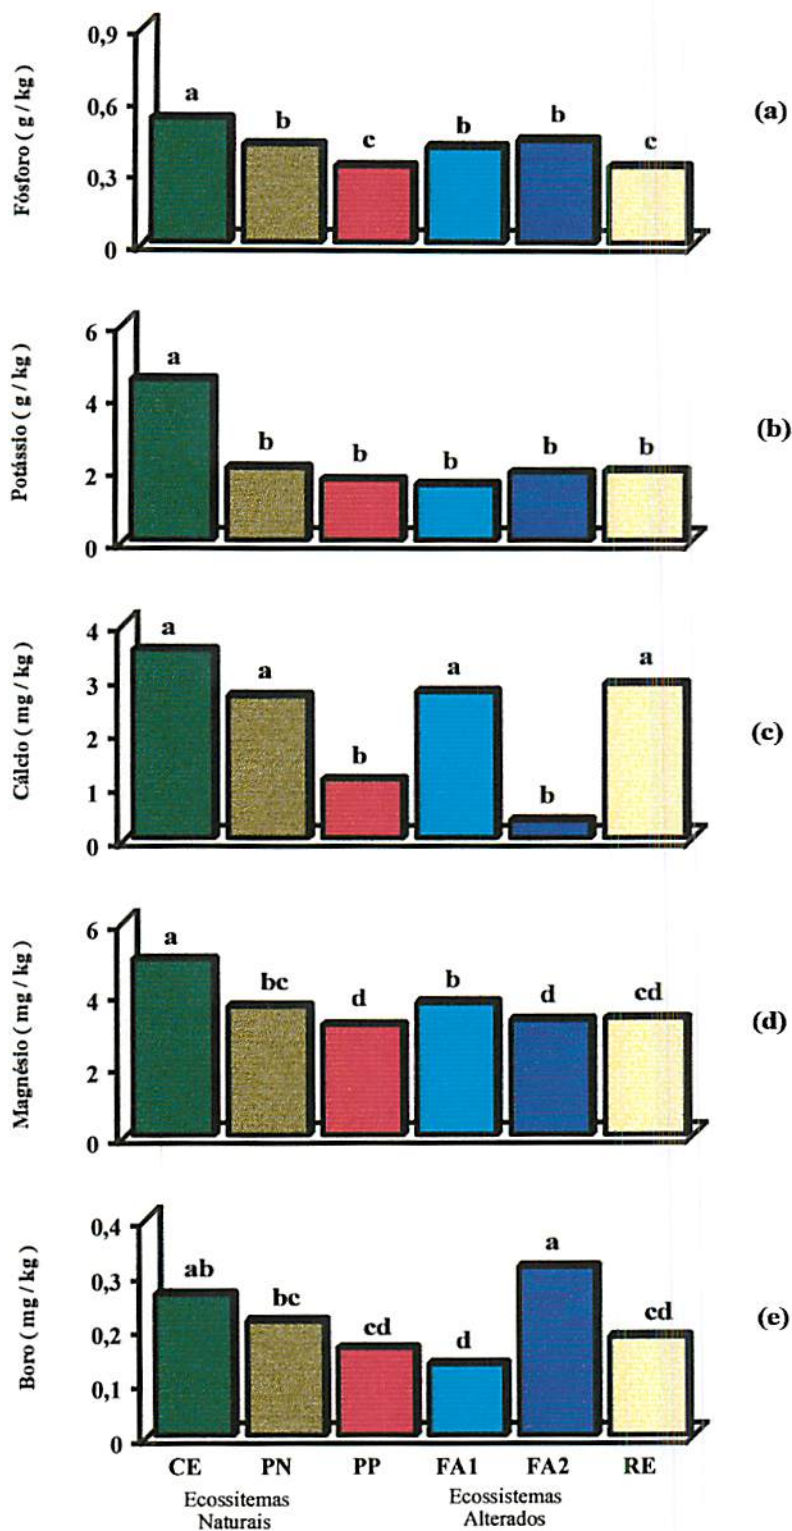 0,9
0,6
0,3
0
Fósforo ( g / kg )
a
b
c
b
b
c
(a)
6
4
2
0
Potássio ( g / kg )
a
b
b
b
b
b
(b)
4
3
2
1
0
Cálcio ( mg / kg )
a
a
b
a
b
a
(c)
6
4
2
0
Magnésio ( mg / kg )
a
bc
d
b
d
cd
(d)
0,4
0,3
0,2
0,1
0
Boro ( mg / kg )
ab
bc
cd
d
a
cd
(e)
CE PN PP FA1 FA2 RE
Ecossitemas Ecossistemas
Naturais Alterados